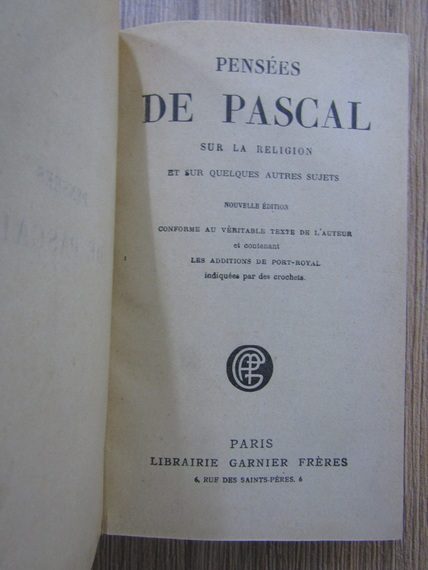 PENSÉES
DE PASCAL
SUR LA RELIGION
ET SUR QUELQUES AUTRES SUJETS
NOUVELLE ÉDITION
CONFORME AU VÉRITABLE TEXTE DE L'AUTEUR
et contenant
LES ADDITIONS DE PORT-ROYAL
indiquées par des crochets.
PARIS
LIBRAIRIE GARNIER FRÈRES
6, RUE DES SAINTS-PÈRES, 6